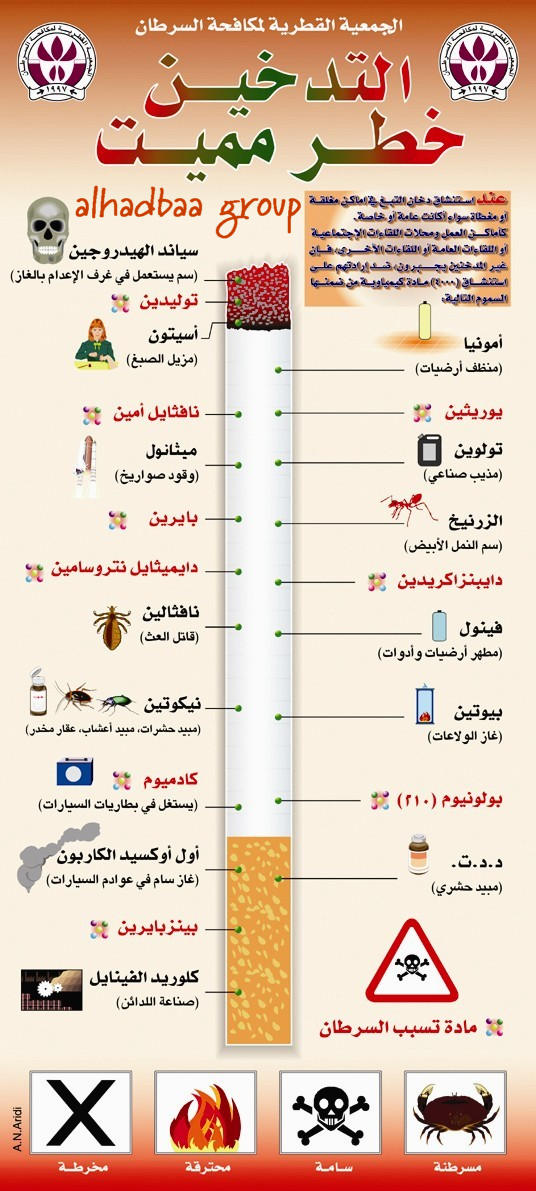 الجمعية القطرية لمكافحة السرطان
١٩٩٧
١٩٩٧
التدخين
خطر مميت
alhadbaa group
عند استنشاق دخان التبغ في اماكن مغلقة
او مغطاة سواء أكانت عامة أو خاصة.
كأماكن العمل ومحلات اللقاءات الإجتماعية
أو اللقاءات العامة أو اللقاءات الأخرى، فإن
غير المدخنين يجبرون، ضد إرادتهم على
استنشاق (٤٠٠٠) مادة كيمياوية من ضمنها
السموم التالية.
سيانيد الهيدروجين
(سم يستعمل في غرف الإعدام بالغاز)
توليدين
أسيتون
(مزيل الصبغ)
نافثايل أمين
ميثانول
(وقود صواريخ)
بايرين
دايميثايل نتروسامين
نافثالين
(قاتل العث)
نيكوتين
(مبيد حشرات، مبيد أعشاب، عقار مخدر)
كادميوم
(يستغل في بطاريات السيارات)
أول أوكسيد الكاربون
(غاز سام في عوادم السيارات)
بينزبايرين
كلوريد الفينايل
(صناعة اللدائن)
أمونيا
(منظف أرضيات)
يوريثين
تولوين
(مذيب صناعي)
الزرنيخ
(سم النمل الأبيض)
دايبنزاكريدين
فينول
(مطهر أرضيات وأدوات)
بيوتين
(غاز الولاعات)
بولونيوم (٢١٠)
د.د.ت.
(مبيد حشري)
مادة تسبب السرطان
مسرطنة
سامة
محترقة
مخرطة
A.N.Aridi